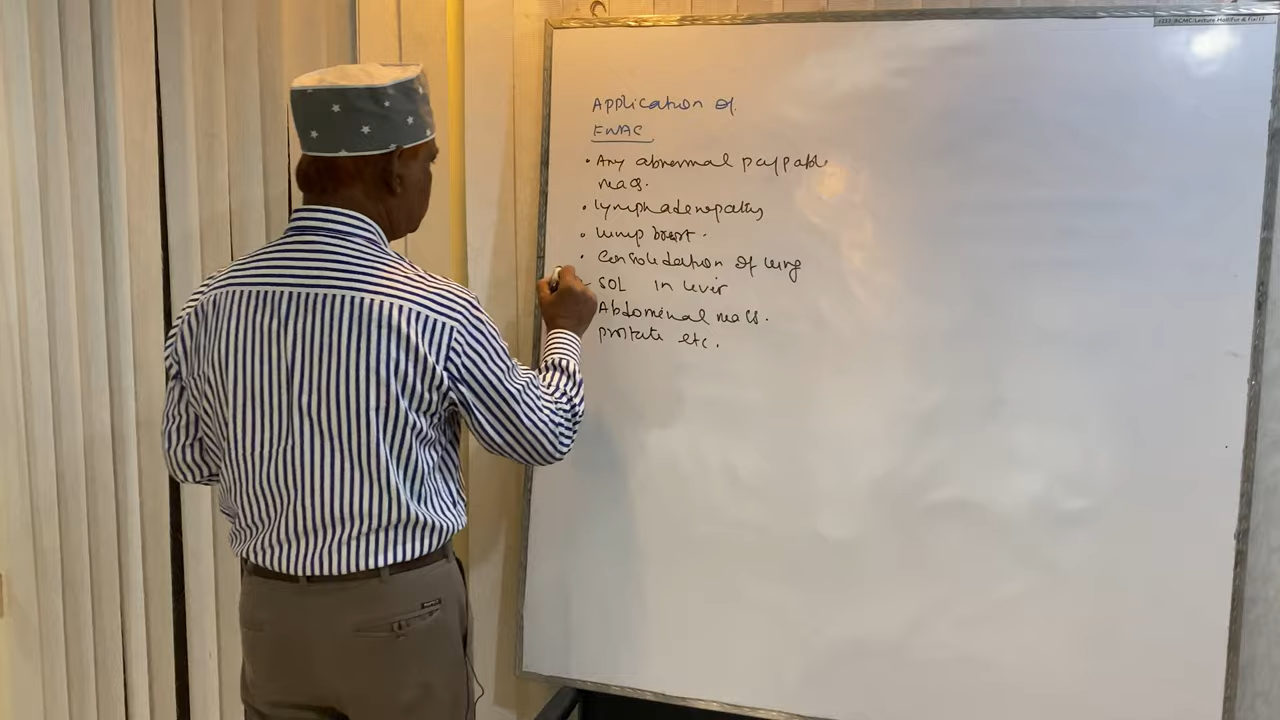 Application of
FNAC
• Any abnormal palpable
mass.
• lymphadenopathy
• lump breast.
• Consolidation of lung
- SOL in liver
Abdominal mass.
prostate etc.